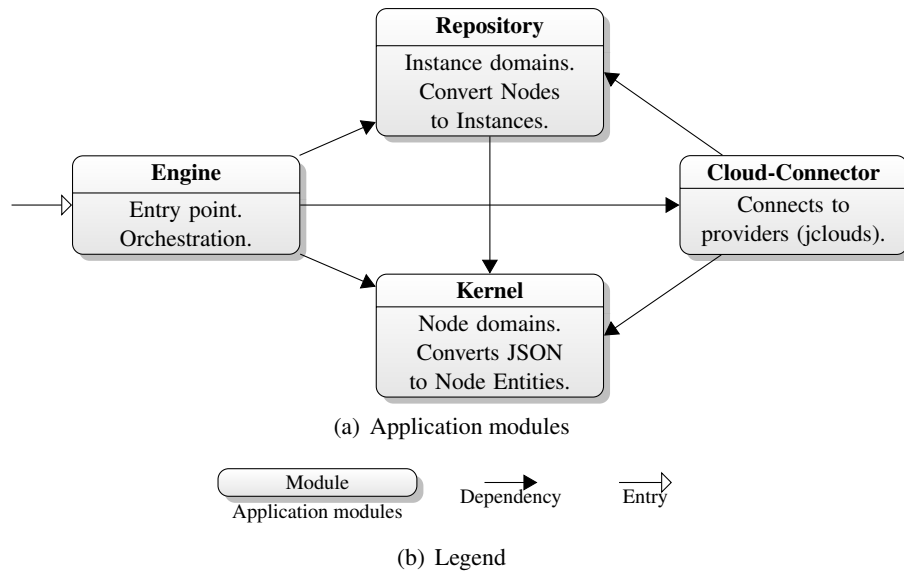 Repository
Instance domains.
Convert Nodes
to Instances.
Engine
Entry point.
Orchestration.
Cloud-Connector
Connects to
providers (jclouds).
Kernel
Node domains.
Converts JSON
to Node Entities.
(a) Application modules
Module
Application modules
Dependency
Entry
(b) Legend